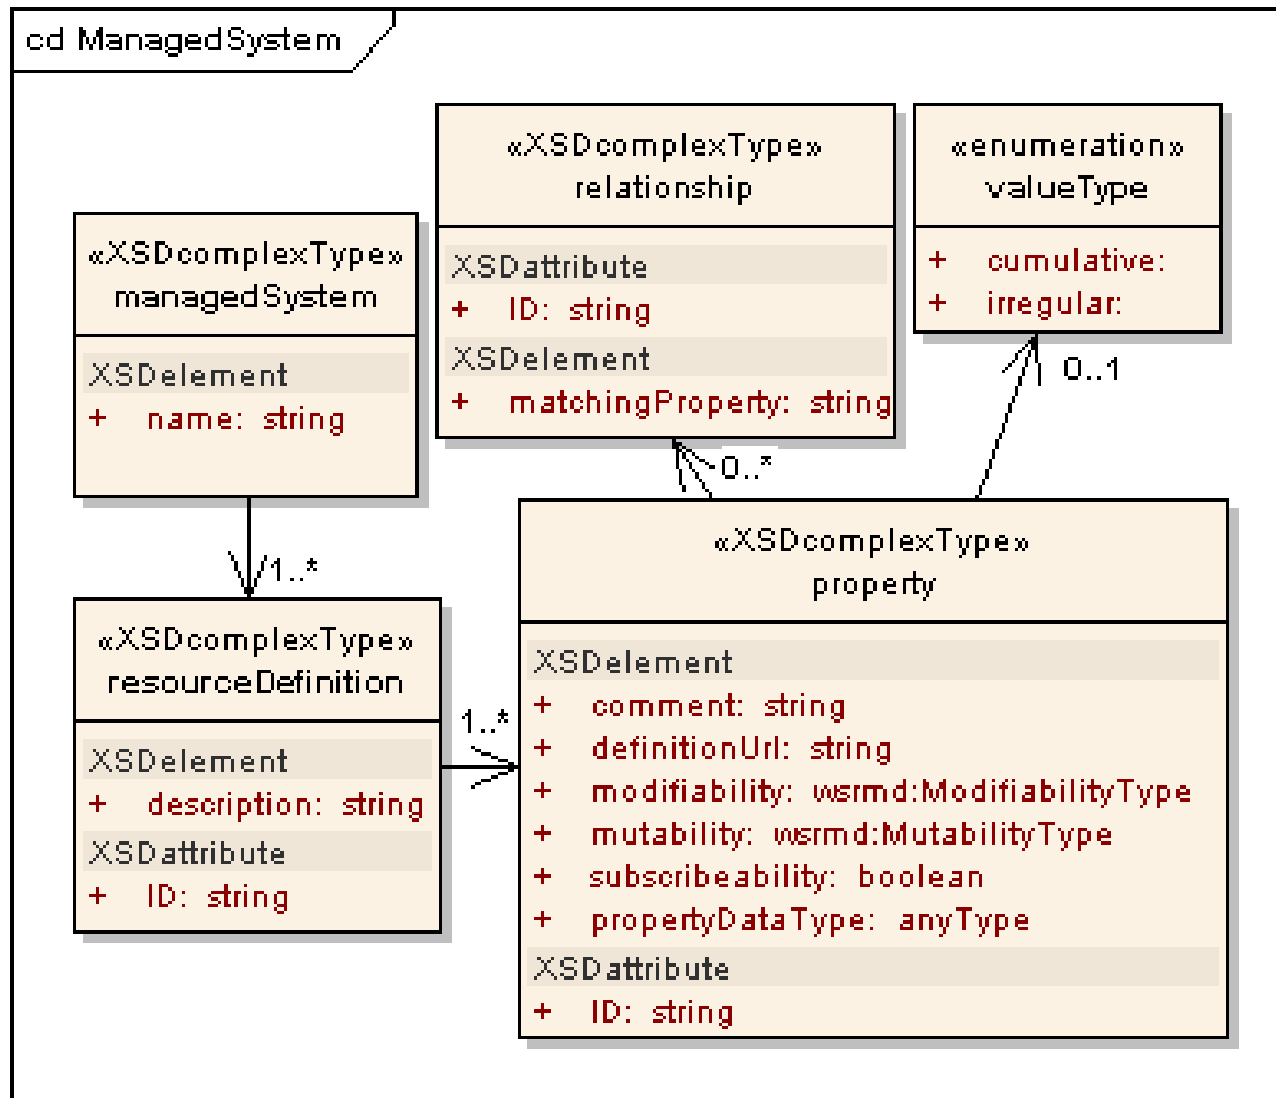 cd ManagedSystem
«XSDcomplexType»
managedSystem
XSDelement
+ name: string
«XSDcomplexType»
relationship
XSDattribute
+ ID: string
XSDelement
+ matchingProperty: string
«enumeration»
valueType
+ cumulative:
+ irregular:
0..1
0..*
1..*
«XSDcomplexType»
resourceDefinition
XSDelement
+ description: string
XSDattribute
+ ID: string
1..*
«XSDcomplexType»
property
XSDelement
+ comment: string
+ definitionUrl: string
+ modifiability: wsrmd:ModifiabilityType
+ mutability: wsrmd:MutabilityType
+ subscribeability: boolean
+ propertyDataType: anyType
XSDattribute
+ ID: string